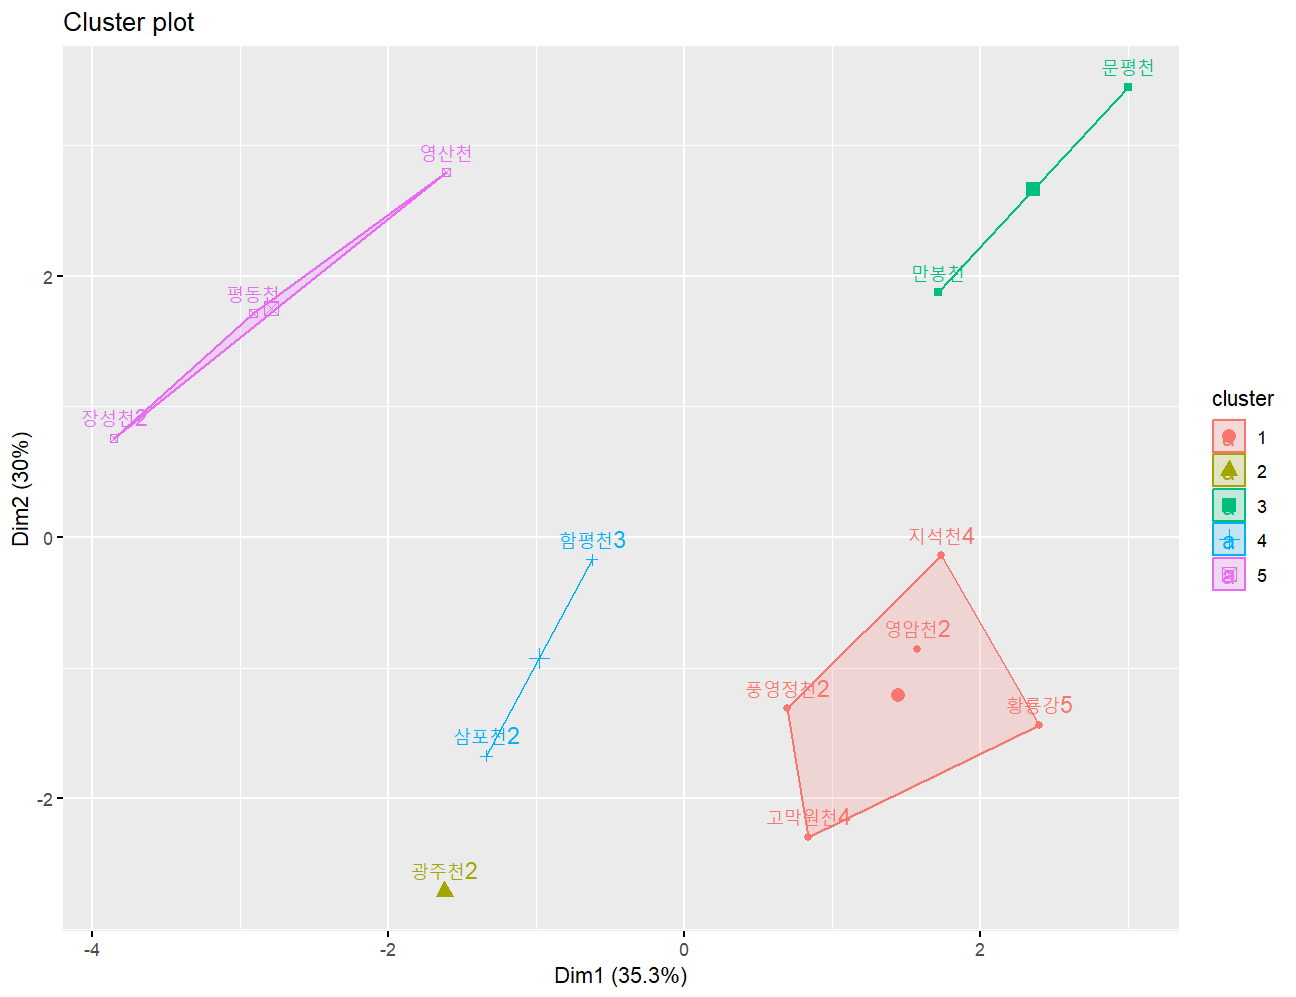 Cluster plot
문평천
영산천
만봉천
평동천
장성천2
함평천3
지석천4
영암천2
풍영정천2
황룡강5
삼포천2
고막원천4
광주천2
2
0
-2
-4
-2
0
2
Dim1 (35.3%)
Dim2 (30%)
cluster
a 1
a 2
a 3
a 4
a 5